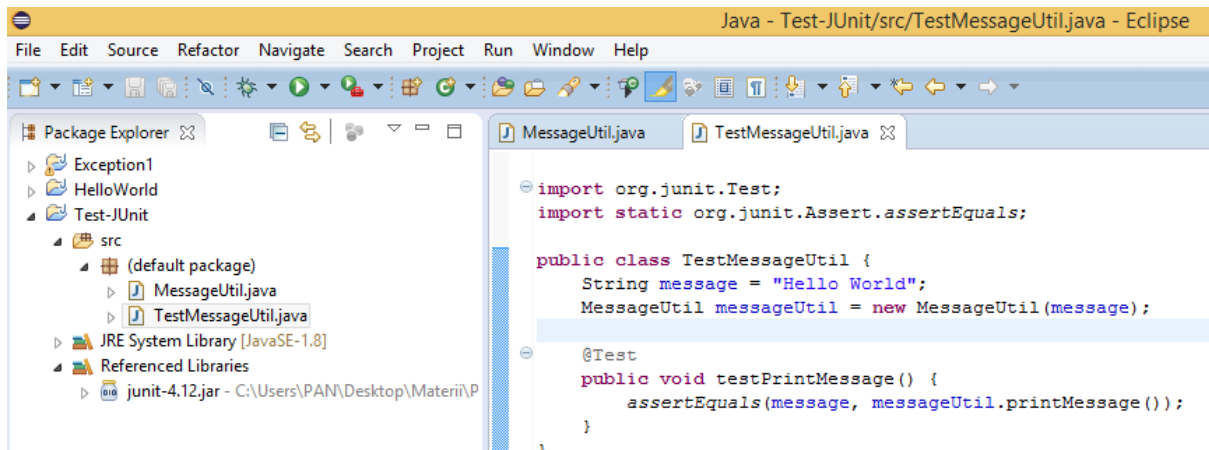 Java - Test-JUnit/src/TestMessageUtil.java - Eclipse
File Edit Source Refactor Navigate Search Project Run Window Help
Package Explorer
Exception1
HelloWorld
Test-JUnit
src
(default package)
MessageUtil.java
TestMessageUtil.java
JRE System Library [JavaSE-1.8]
Referenced Libraries
junit-4.12.jar - C:\Users\PAN\Desktop\Materii\P
MessageUtil.java TestMessageUtil.java
import org.junit.Test;
import static org.junit.Assert.assertEquals;
public class TestMessageUtil {
String message = "Hello World";
MessageUtil messageUtil = new MessageUtil(message);
@Test
public void testPrintMessage() {
assertEquals(message, messageUtil.printMessage());
}
}